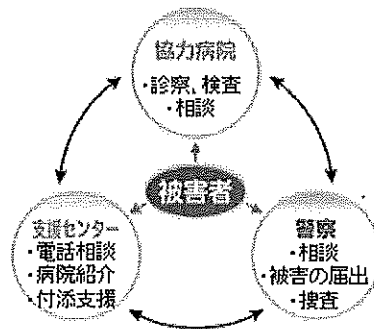 協力病院
・診察、検査
・相談
被害者
支援センター
・電話相談
・病院紹介
・付添支援
警察
・相談
・被害の届出
・捜査